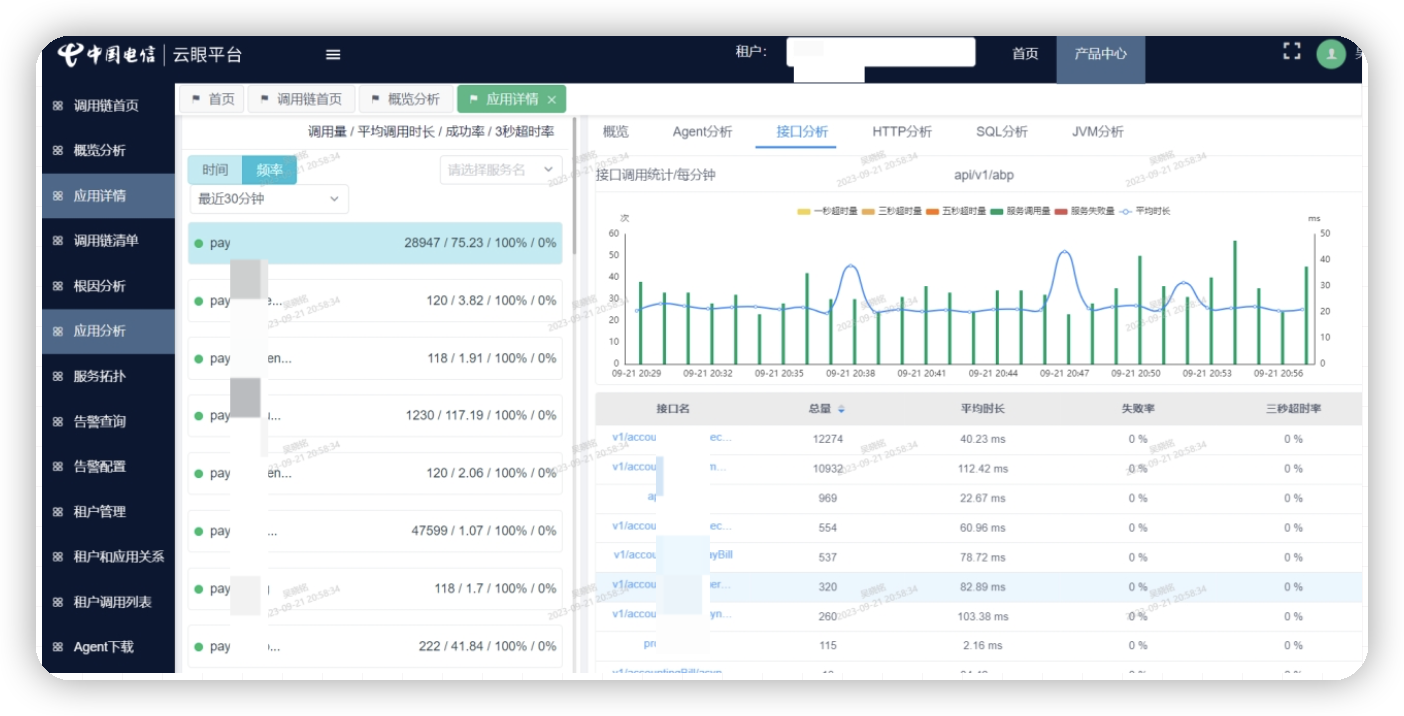 中国电信 云眼平台
租户:
首页
产品中心
调用链首页
概览分析
应用详情
调用链清单
根因分析
应用分析
服务拓扑
告警查询
告警配置
租户管理
租户和应用关系
租户调用列表
Agent下载
首页 调用链首页 概览分析 应用详情 ×
调用量 / 平均调用时长 / 成功率 / 3秒超时率
时间 频率 请选择服务名
最近30分钟
pay 28947 / 75.23 / 100% / 0%
pay e... 120 / 3.82 / 100% / 0%
pay en... 118 / 1.91 / 100% / 0%
pay ... 1230 / 117.19 / 100% / 0%
pay en... 120 / 2.06 / 100% / 0%
pay ... 47599 / 1.07 / 100% / 0%
pay 118 / 1.7 / 100% / 0%
pay ... 222 / 41.84 / 100% / 0%
概览 Agent分析 接口分析 HTTP分析 SQL分析 JVM分析
接口调用统计/每分钟 api/v1/abp
一秒超时量 三秒超时量 五秒超时量 服务调用量 服务失败量 平均时长
次 ms
60 50
50 40
40 30
30 20
20 10
10 0
0
09-21 20:29 09-21 20:32 09-21 20:35 09-21 20:38 09-21 20:41 09-21 20:44 09-21 20:47 09-21 20:50 09-21 20:53 09-21 20:56
接口名 总量 平均时长 失败率 三秒超时率
v1/accou ec... 12274 40.23 ms 0 % 0 %
v1/accou m... 10932 112.42 ms 0 % 0 %
969 22.67 ms 0 % 0 %
v1/accou ec... 554 60.96 ms 0 % 0 %
v1/accou yBill 537 78.72 ms 0 % 0 %
v1/accou er... 320 82.89 ms 0 % 0 %
v1/accou yn... 260 103.38 ms 0 % 0 %
pr 115 2.16 ms 0 % 0 %
2023-09-21 20:58:34